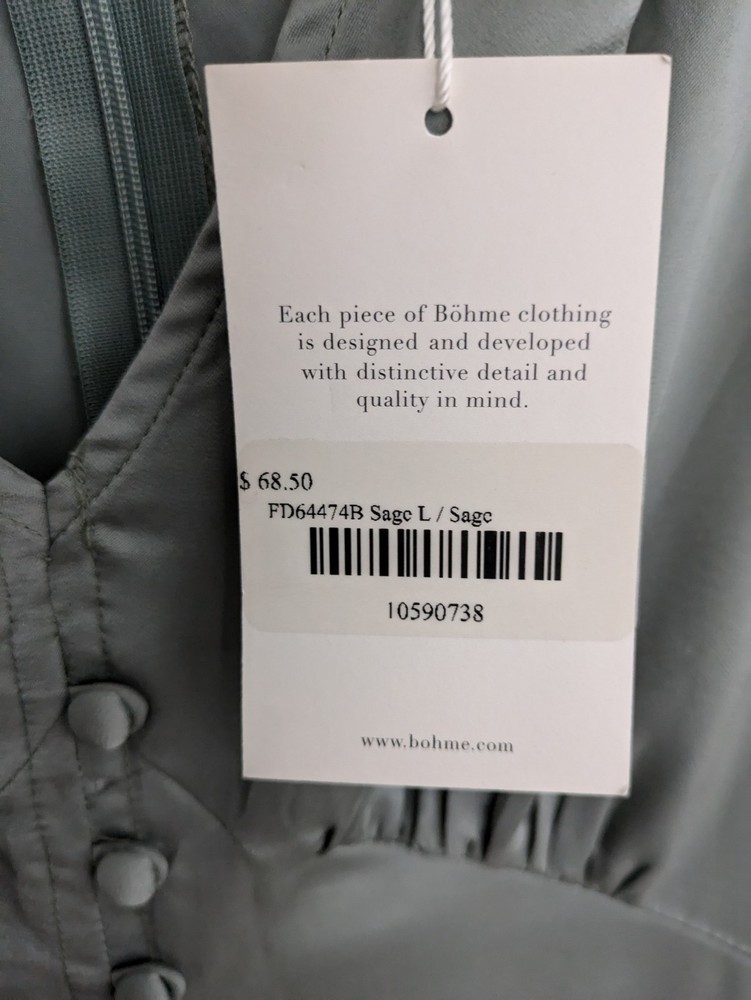 Each piece of Böhme clothing
is designed and developed
with distinctive detail and
quality in mind.
$ 68.50
FD64474B Sage L / Sage
10590738
www.bohme.com